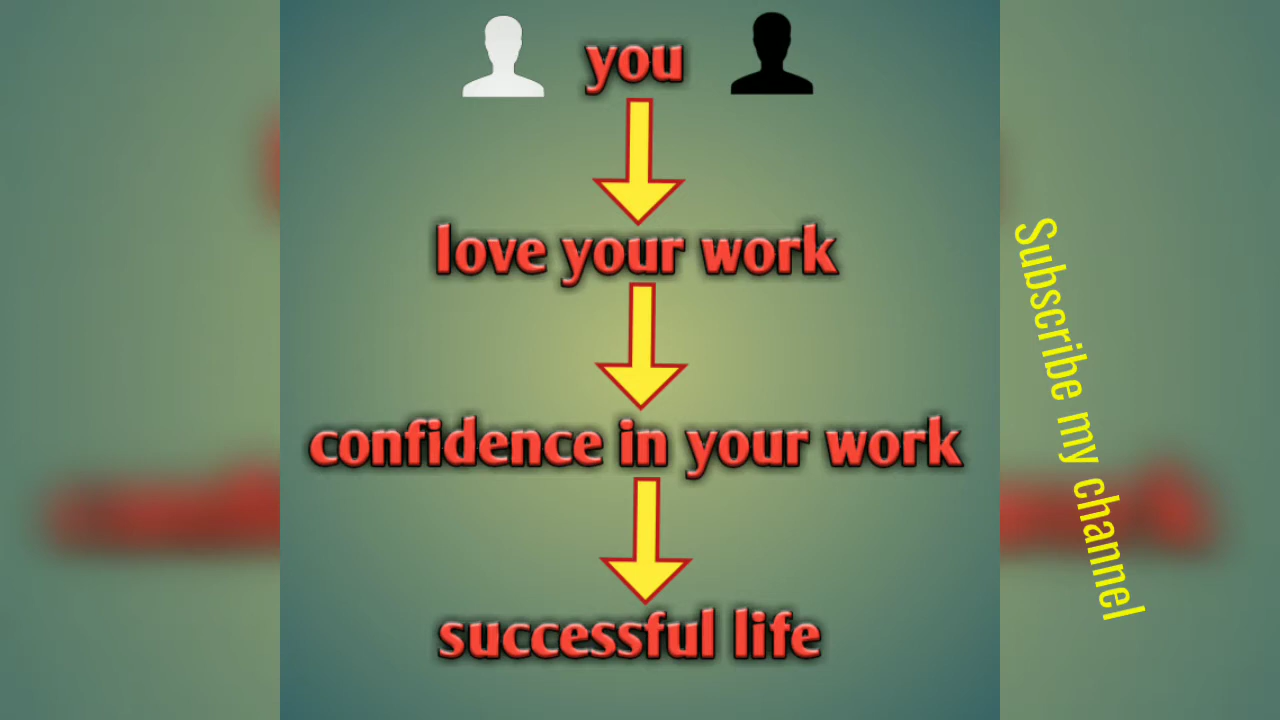 you
love your work
confidence in your work
successful life
Subscribe my channel